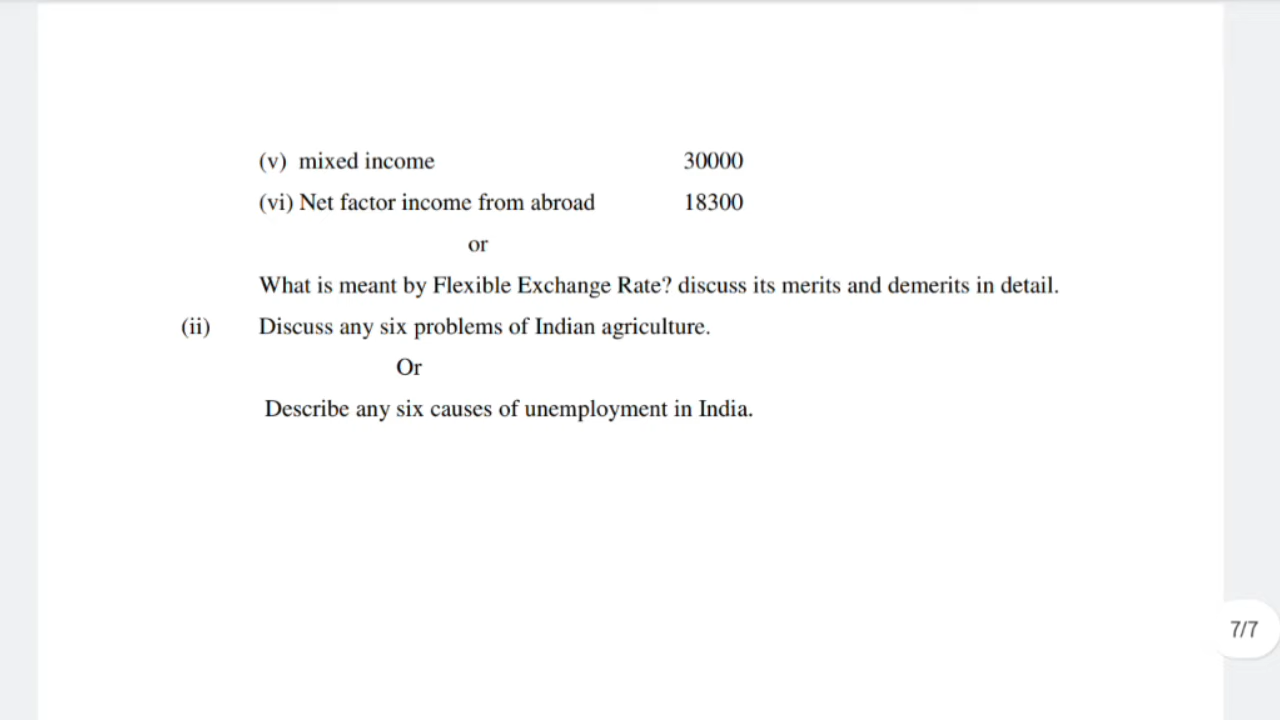 (v) mixed income 30000
(vi) Net factor income from abroad 18300
or
What is meant by Flexible Exchange Rate? discuss its merits and demerits in detail.
(ii) Discuss any six problems of Indian agriculture.
Or
Describe any six causes of unemployment in India.
7/7